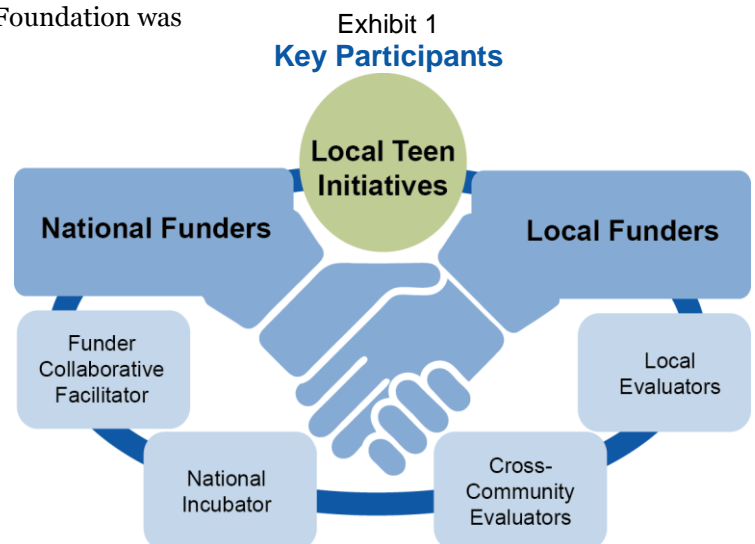 Foundation was
Exhibit 1
Key Participants
Local Teen
Initiatives
National Funders
Local Funders
Funder
Collaborative
Facilitator
Local
Evaluators
National
Incubator
Cross-
Community
Evaluators